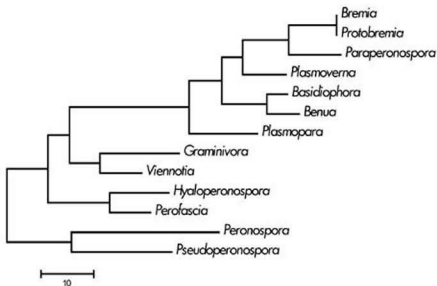 Bremia
Protobremia
Paraperonospora
Plasmoverna
Basidiophora
Benua
Plasmopara
Graminivora
Viennotia
Hyaloperonospora
Perofascia
Peronospora
Pseudoperonospora
10